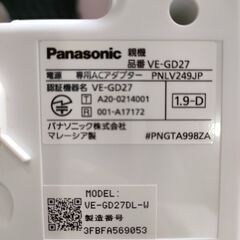 Panasonic 親機
品番 VE-GD27
電源 専用ACアダプター PNLV249JP
認証機器名 VE-GD27
T A20-0214001
R 001-A17172
1.9-D
パナソニック株式会社
マレーシア製 #PNGTA998ZA
MODEL:
VE-GD27DL-W
製造番号
3FBFA569053